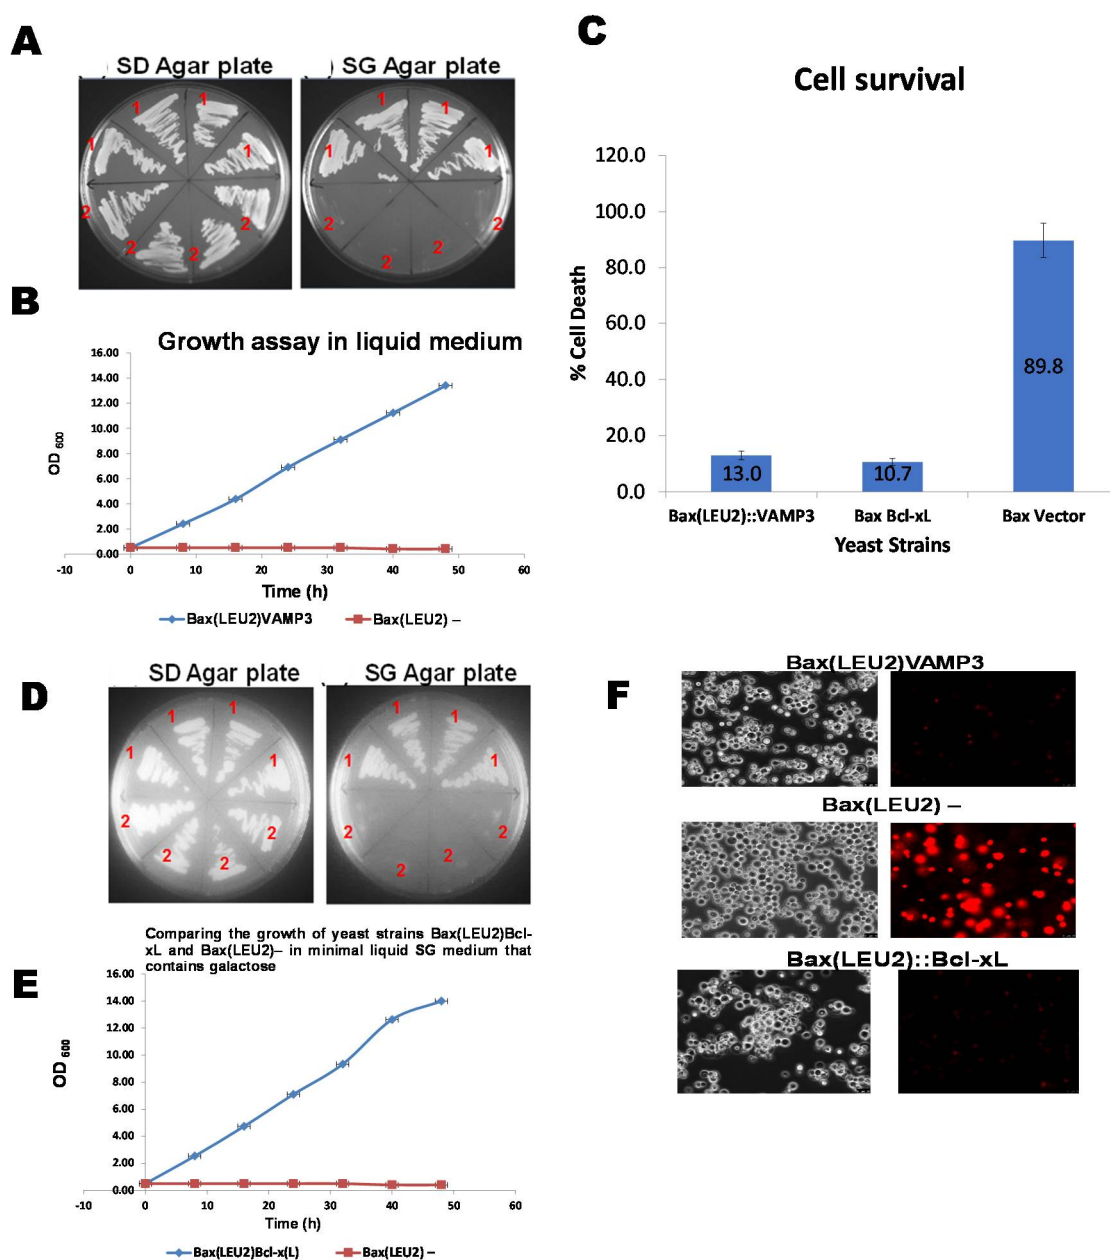 A
) SD Agar plate
) SG Agar plate
1
1
1
1
2
2
2
2
1
1
1
1
2
2
2
2
B
Growth assay in liquid medium
16.00
14.00
12.00
10.00
8.00
6.00
4.00
2.00
0.00
OD 600
-10
0
10
20
30
40
50
60
Time (h)
Bax(LEU2)VAMP3
Bax(LEU2) –
C
Cell survival
120.0
100.0
80.0
60.0
40.0
20.0
0.0
% Cell Death
13.0
10.7
89.8
Bax(LEU2)::VAMP3
Bax Bcl-xL
Bax Vector
Yeast Strains
D
SD Agar plate
SG Agar plate
1
1
1
1
2
2
2
2
1
1
1
1
2
2
2
2
Comparing the growth of yeast strains Bax(LEU2)Bcl-
xL and Bax(LEU2)– in minimal liquid SG medium that
contains galactose
E
16.00
14.00
12.00
10.00
8.00
6.00
4.00
2.00
0.00
OD 600
-10
0
10
20
30
40
50
60
Time (h)
Bax(LEU2)Bcl-x(L)
Bax(LEU2) –
F
Bax(LEU2)VAMP3
Bax(LEU2) –
Bax(LEU2)::Bcl-xL